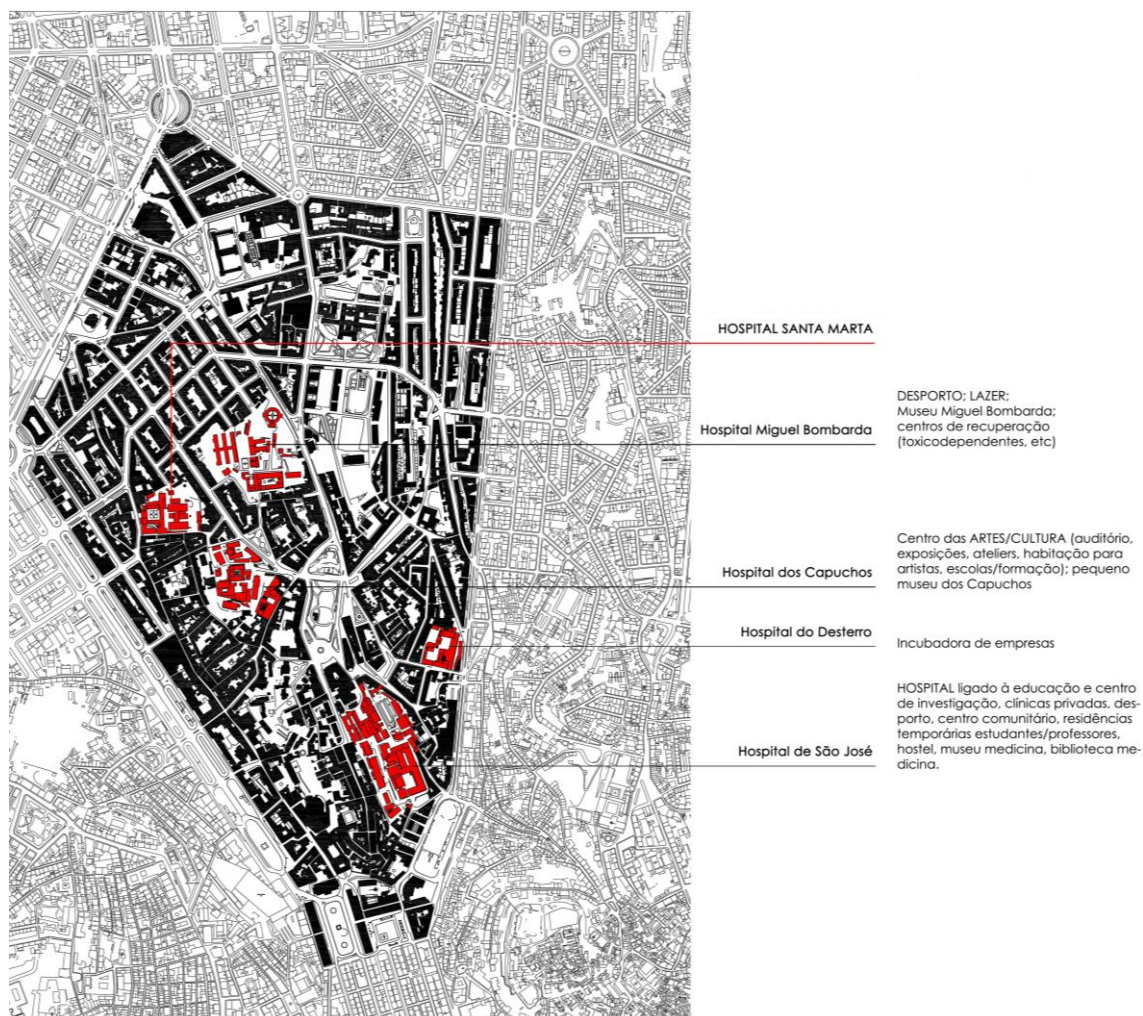 HOSPITAL SANTA MARTA
Hospital Miguel Bombarda
DESPORTO; LAZER;
Museu Miguel Bombarda;
centros de recuperação
(toxicodependentes, etc)
Hospital dos Capuchos
Centro das ARTES/CULTURA (auditório,
exposições, ateliers, habitação para
artistas, escolas/formação); pequeno
museu dos Capuchos
Hospital do Desterro
Incubadora de empresas
Hospital de São José
HOSPITAL ligado à educação e centro
de investigação, clínicas privadas, des-
porto, centro comunitário, residências
temporárias estudantes/professores,
hostel, museu medicina, biblioteca me-
dicina.